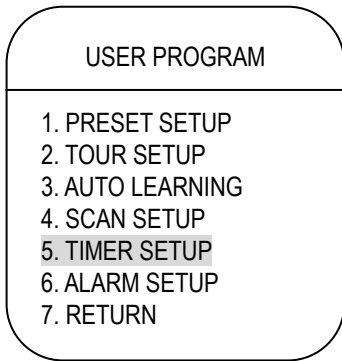 USER PROGRAM
1. PRESET SETUP
2. TOUR SETUP
3. AUTO LEARNING
4. SCAN SETUP
5. TIMER SETUP
6. ALARM SETUP
7. RETURN